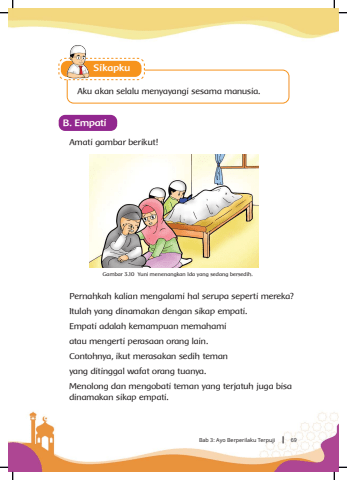 Sikapku
Aku akan selalu menyayangi sesama manusia.
B. Empati
Amati gambar berikut!
Gambar 3.10 Yuni menenangkan Ida yang sedang bersedih.
Pernahkah kalian mengalami hal serupa seperti mereka?
Itulah yang dinamakan dengan sikap empati.
Empati adalah kemampuan memahami
atau mengerti perasaan orang lain.
Contohnya, ikut merasakan sedih teman
yang ditinggal wafat orang tuanya.
Menolong dan mengobati teman yang terjatuh juga bisa
dinamakan sikap empati.
Bab 3: Ayo Berperilaku Terpuji | 69